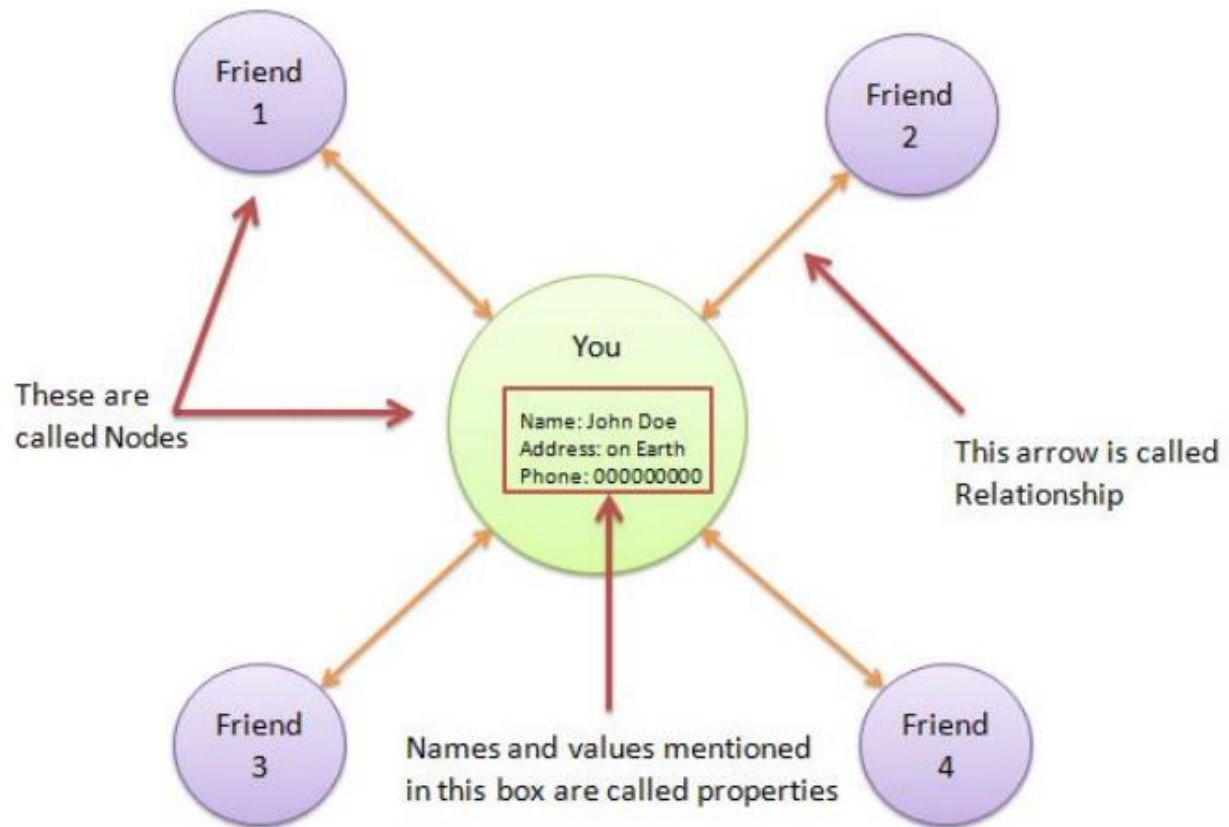 Friend
1
Friend
2
You
Name: John Doe
Address: on Earth
Phone: 000000000
These are
called Nodes
This arrow is called
Relationship
Friend
3
Names and values mentioned
in this box are called properties
Friend
4